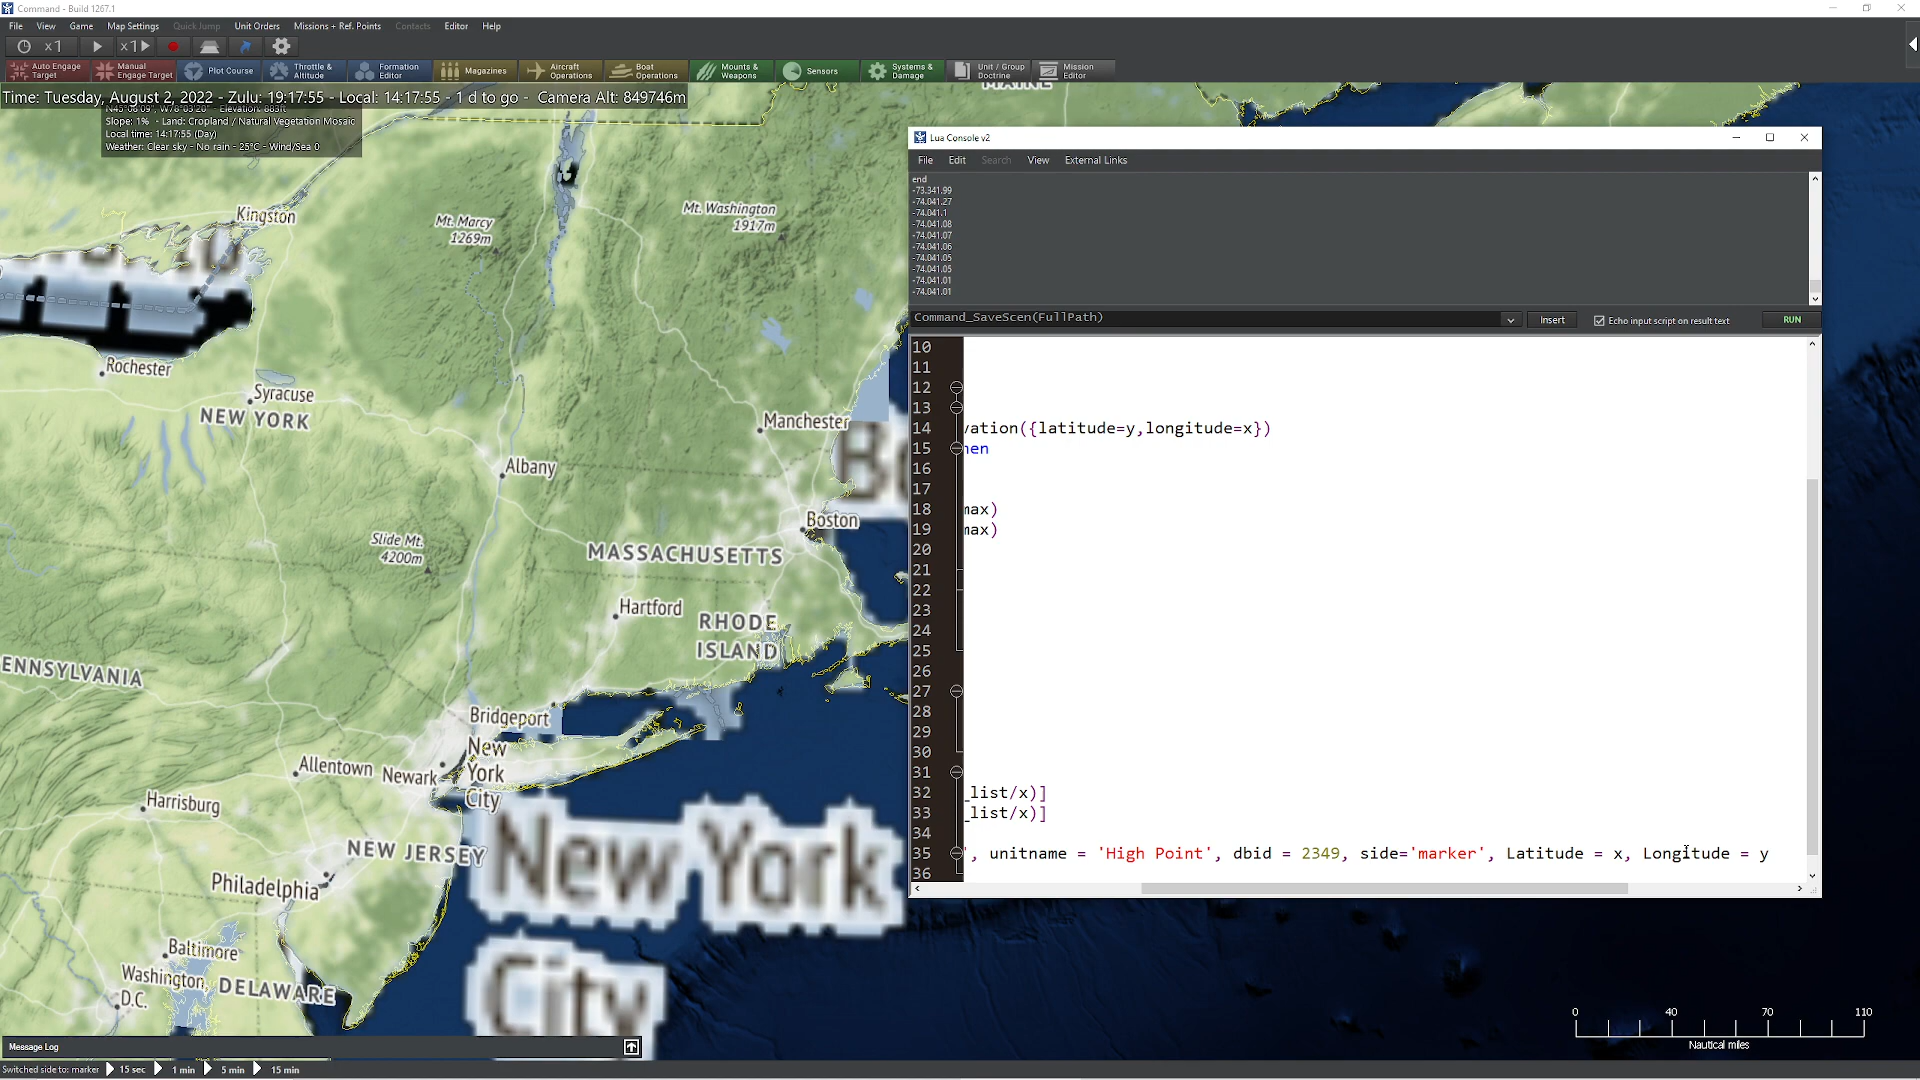 Command - Build 1267.1
File View Game Map Settings Quick Jump Unit Orders Missions + Ref. Points Contacts Editor Help
x1 x1
Auto Engage Target Manual Engage Target Plot Course Throttle & Altitude Formation Editor Magazines Aircraft Operations Boat Operations Mounts & Weapons Sensors Systems & Damage Unit / Group Doctrine Mission Editor
Time: Tuesday, August 2, 2022 - Zulu: 19:17:55 - Local: 14:17:55 - 1 d to go - Camera Alt: 849746m
Slope: 1% - Land: Cropland / Natural Vegetation Mosaic
Local time: 14:17:55 (Day)
Weather: Clear sky - No rain - 25°C - Wind/Sea 0
MAINE
Kingston
Mt. Marcy
1269m
Mt. Washington
1917m
Rochester
Syracuse
NEW YORK
Manchester
Albany
Boston
Slide Mt.
4200m
MASSACHUSETTS
Hartford
RHODE
ISLAND
ENNSYLVANIA
Bridgeport
New
York
City
Allentown
Newark
Harrisburg
NEW JERSEY
Philadelphia
New York
City
Baltimore
Washington,
D.C.
DELAWARE
Lua Console v2
File Edit Search View External Links
end
-73.341.99
-74.041.27
-74.041.1
-74.041.08
-74.041.07
-74.041.06
-74.041.05
-74.041.05
-74.041.01
-74.041.01
Command_SaveScen(FullPath) Insert Echo input script on result text RUN
10
11
12
13
14 vation({latitude=y,longitude=x})
15 hen
16
17
18 max)
19 max)
20
21
22
23
24
25
26
27
28
29
30
31
32 _list/x)]
33 _list/x)]
34
35 ', unitname = 'High Point', dbid = 2349, side='marker', Latitude = x, Longitude = y
36
0 40 70 110
Nautical miles
Message Log
Switched side to: marker 15 sec 1 min 5 min 15 min